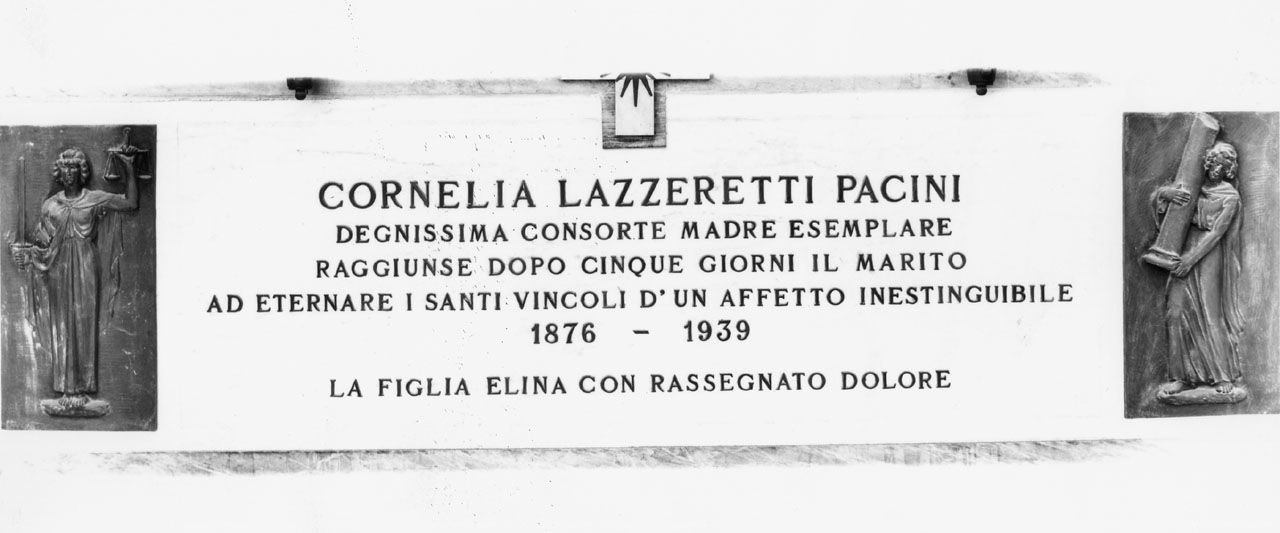 CORNELIA LAZZERETTI PACINI
DEGNISSIMA CONSORTE MADRE ESEMPLARE
RAGGIUNSE DOPO CINQUE GIORNI IL MARITO
AD ETERNARE I SANTI VINCOLI D'UN AFFETTO INESTINGUIBILE
1876 – 1939
LA FIGLIA ELINA CON RASSEGNATO DOLORE